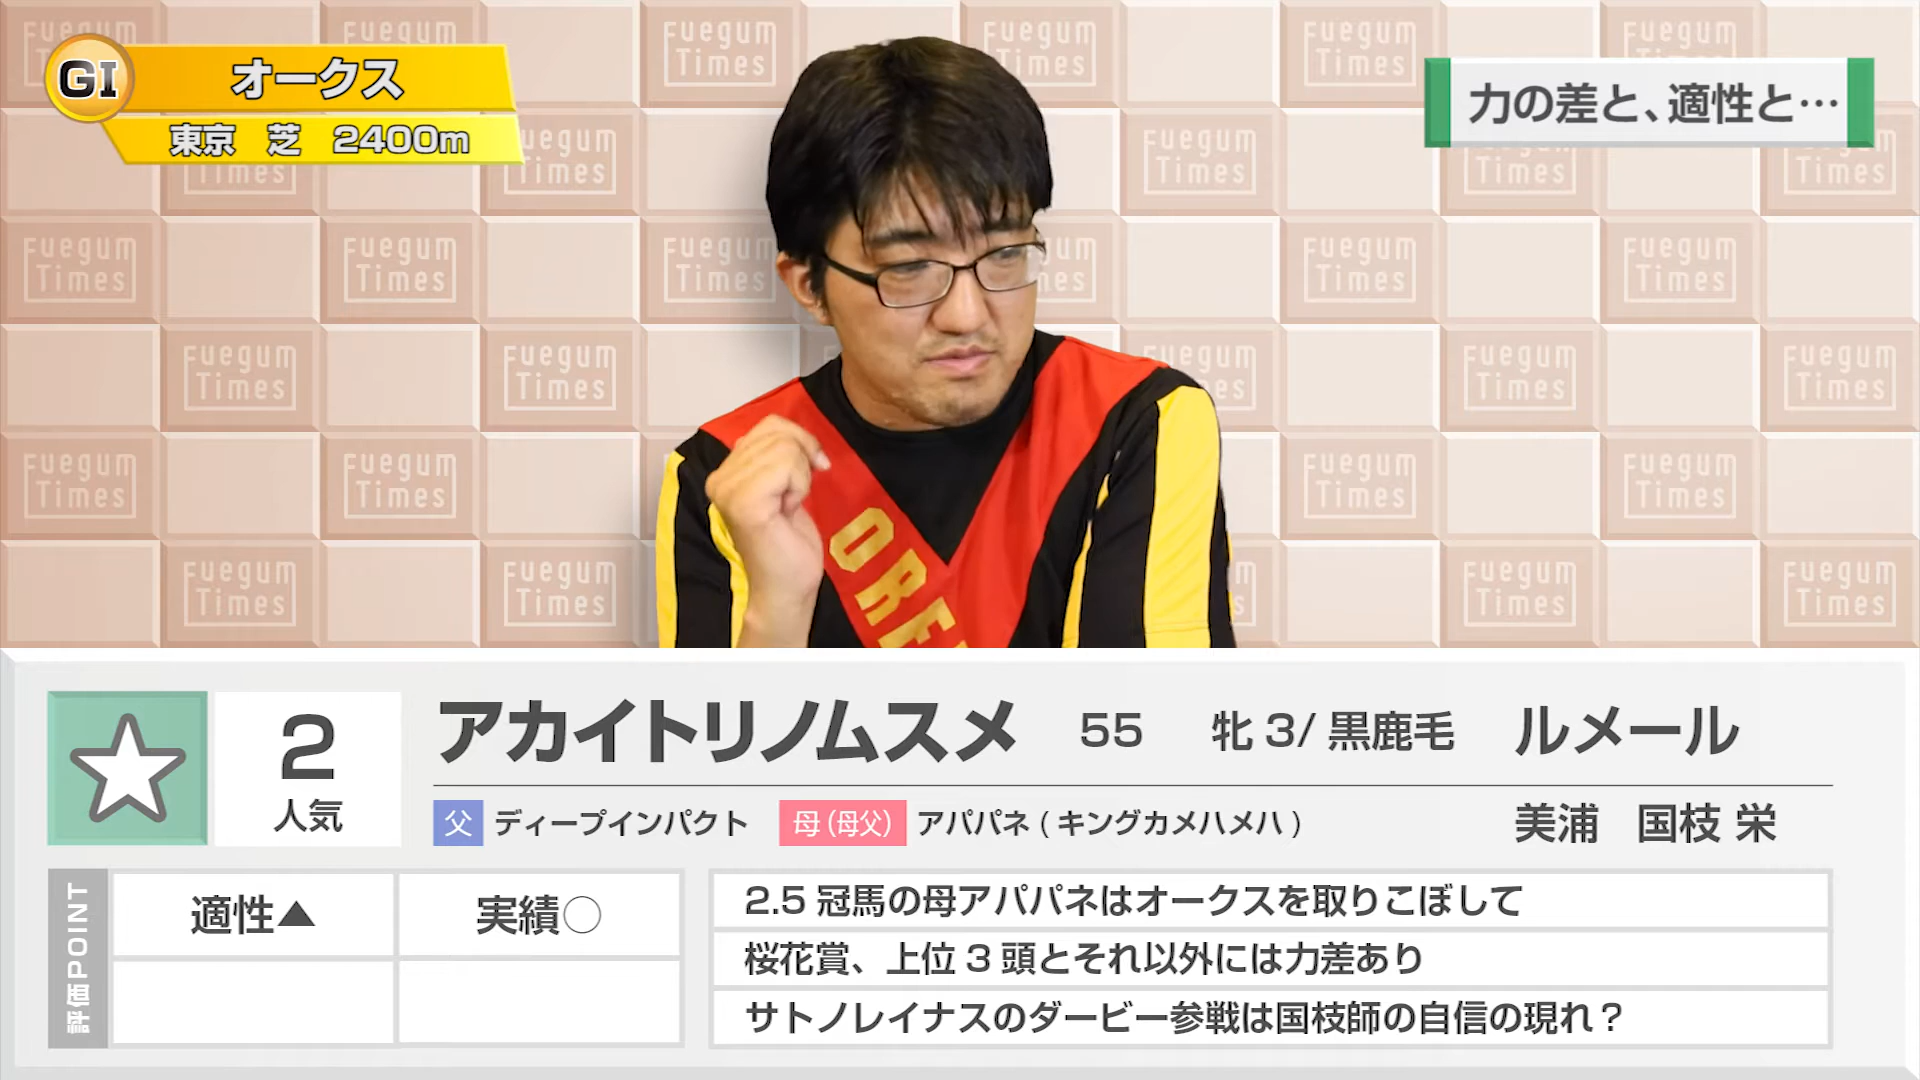 GI
オークス
東京 芝 2400m
力の差と、適性と…
Fuegum
Times
ORE
☆
2
人気
アカイトリノムスメ 55 牝 3/ 黒鹿毛 ルメール
父 ディープインパクト 母(母父) アパパネ ( キングカメハメハ ) 美浦 国枝 栄
評価POINT
適性▲ 実績○
2.5 冠馬の母アパパネはオークスを取りこぼして
桜花賞、上位 3 頭とそれ以外には力差あり
サトノレイナスのダービー参戦は国枝師の自信の現れ？